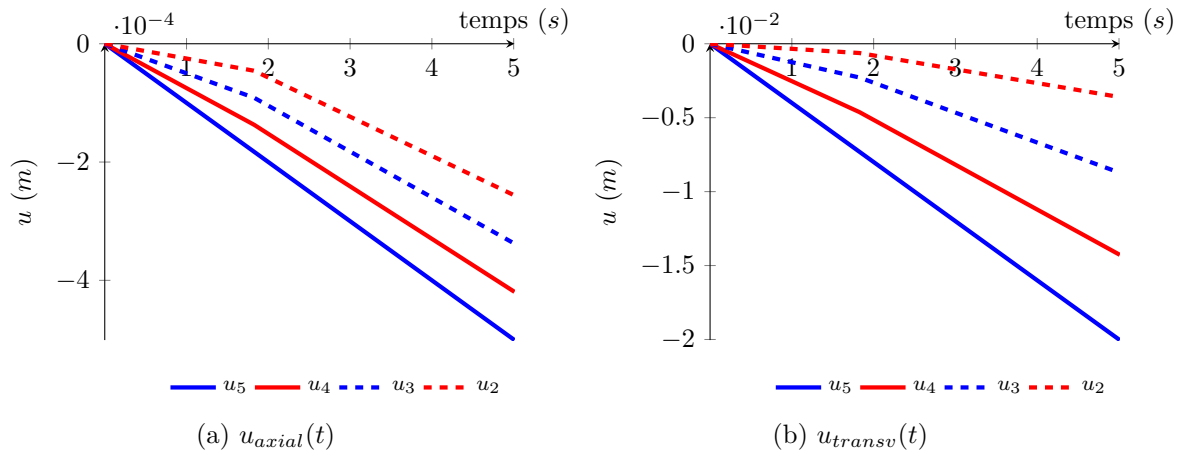 ·10⁻⁴
temps (s)
0
1
2
3
4
5
−2
−4
u (m)
u₅ u₄ u₃ u₂
(a) u_axial(t)
·10⁻²
temps (s)
0
1
2
3
4
5
−0.5
−1
−1.5
−2
u (m)
u₅ u₄ u₃ u₂
(b) u_transv(t)